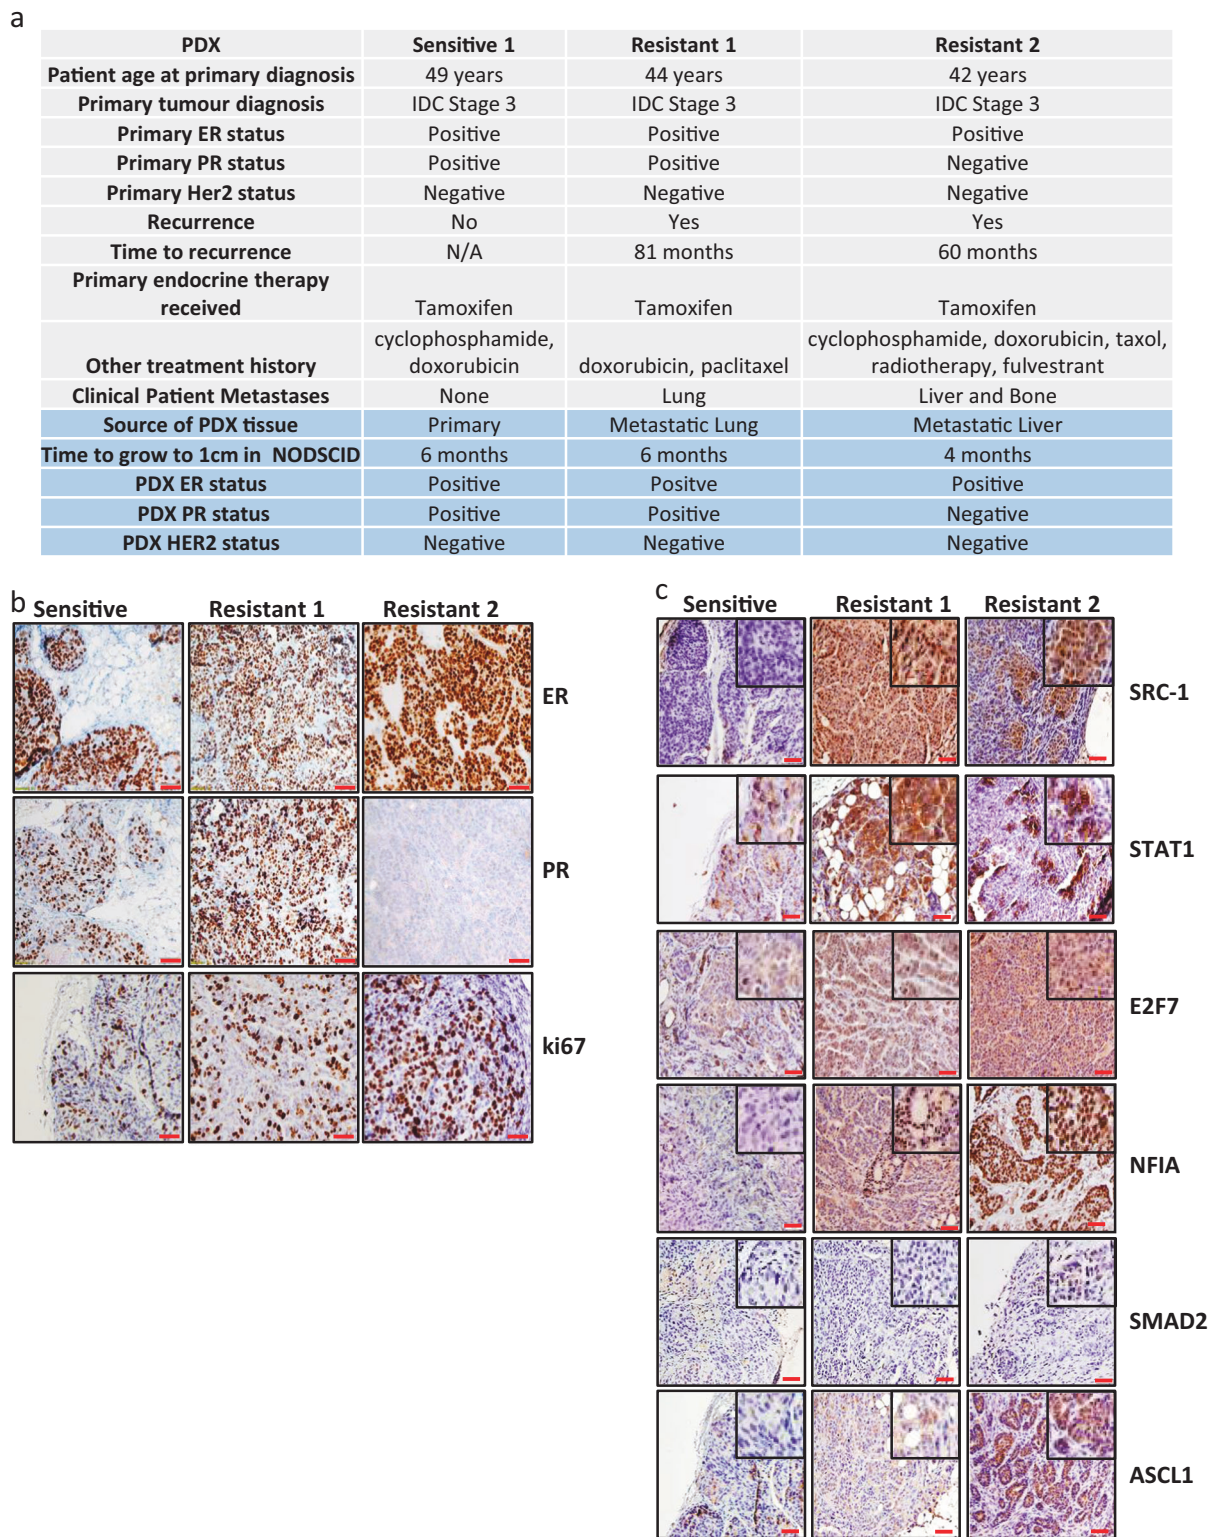 a
PDX Sensitive 1 Resistant 1 Resistant 2
Patient age at primary diagnosis 49 years 44 years 42 years
Primary tumour diagnosis IDC Stage 3 IDC Stage 3 IDC Stage 3
Primary ER status Positive Positive Positive
Primary PR status Positive Positive Negative
Primary Her2 status Negative Negative Negative
Recurrence No Yes Yes
Time to recurrence N/A 81 months 60 months
Primary endocrine therapy
received Tamoxifen Tamoxifen Tamoxifen
cyclophosphamide, cyclophosphamide, doxorubicin, taxol,
Other treatment history doxorubicin doxorubicin, paclitaxel radiotherapy, fulvestrant
Clinical Patient Metastases None Lung Liver and Bone
Source of PDX tissue Primary Metastatic Lung Metastatic Liver
Time to grow to 1cm in NODSCID 6 months 6 months 4 months
PDX ER status Positive Positve Positive
PDX PR status Positive Positive Negative
PDX HER2 status Negative Negative Negative
b
Sensitive Resistant 1 Resistant 2
ER
PR
ki67
c
Sensitive Resistant 1 Resistant 2
SRC-1
STAT1
E2F7
NFIA
SMAD2
ASCL1